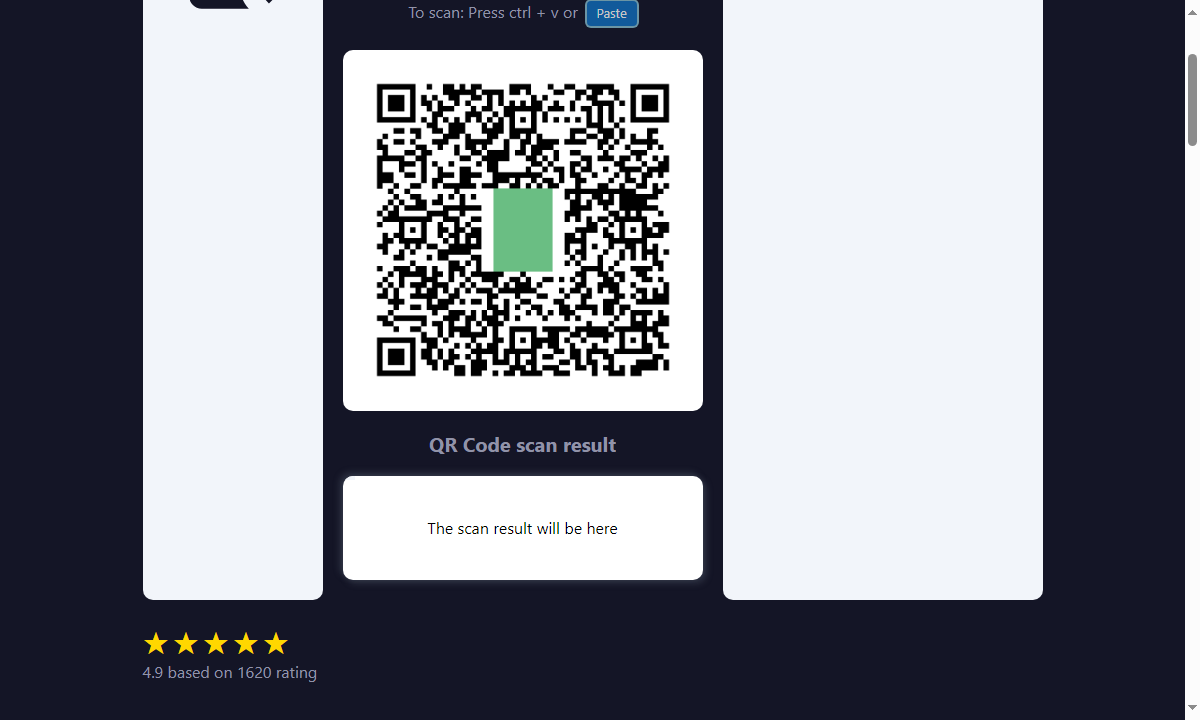 To scan: Press ctrl + v or Paste
QR Code scan result
The scan result will be here
4.9 based on 1620 rating